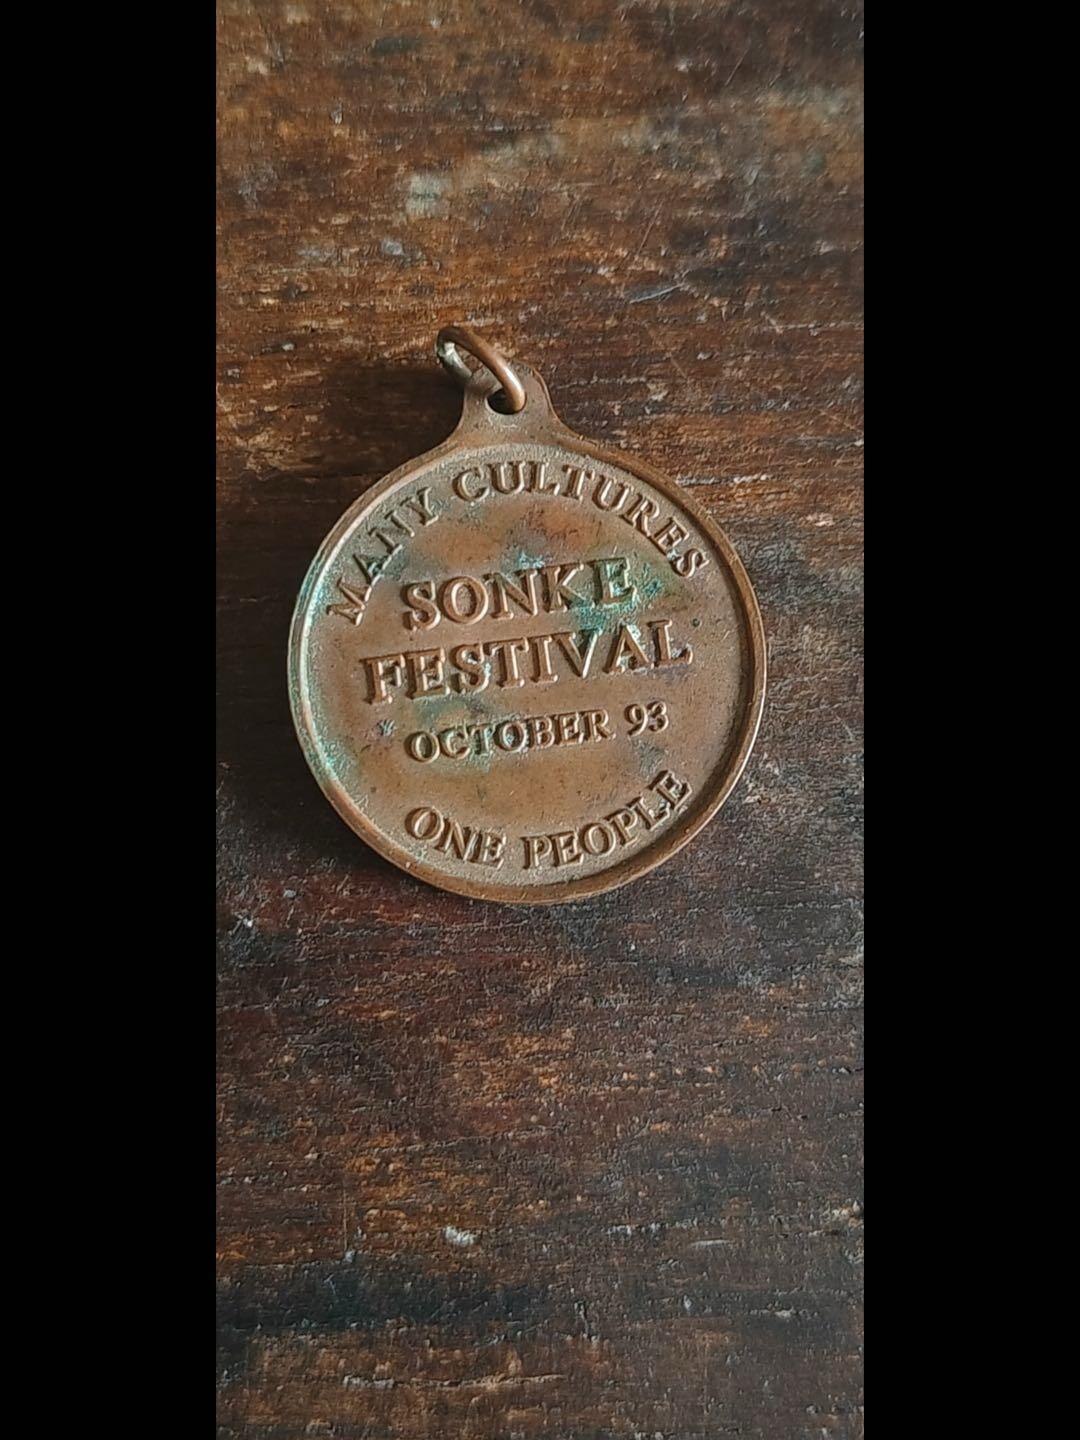 MANY CULTURES
SONKE
FESTIVAL
OCTOBER 93
ONE PEOPLE